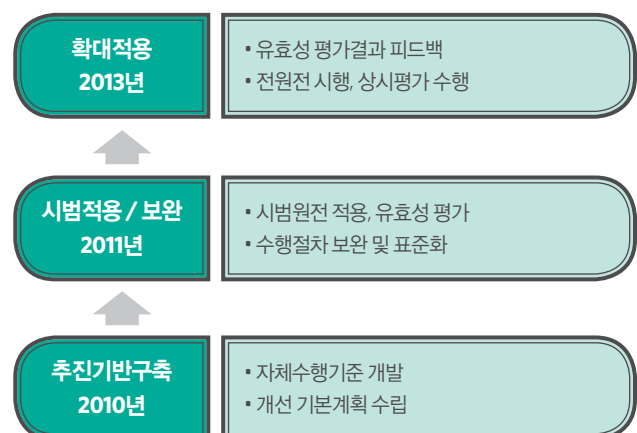 확대적용
2013년
• 유효성 평가결과 피드백
• 전원전 시행, 상시평가 수행
시범적용 / 보완
2011년
• 시범원전 적용, 유효성 평가
• 수행절차 보완 및 표준화
추진기반구축
2010년
• 자체수행기준 개발
• 개선 기본계획 수립